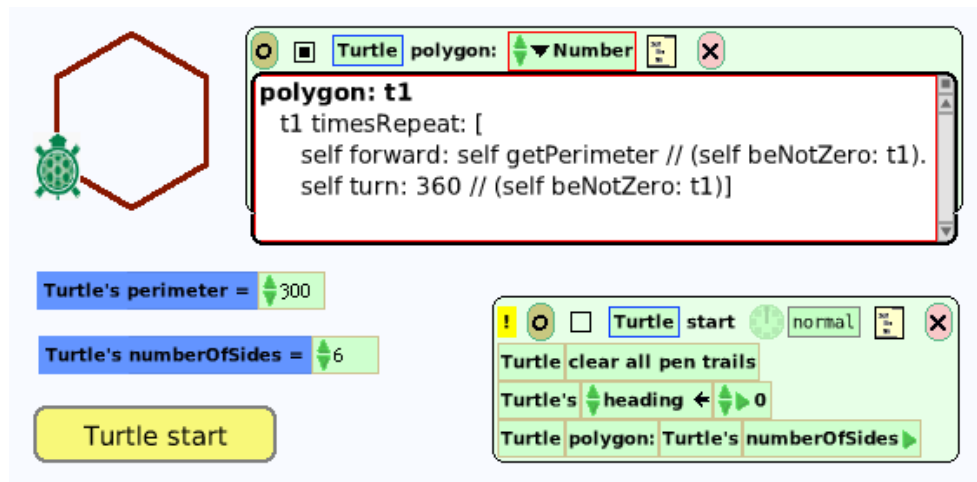 Turtle polygon: Number
polygon: t1
t1 timesRepeat: [
self forward: self getPerimeter // (self beNotZero: t1).
self turn: 360 // (self beNotZero: t1)]
Turtle's perimeter = 300
Turtle's numberOfSides = 6
Turtle start
! Turtle start normal
Turtle clear all pen trails
Turtle's heading ← 0
Turtle polygon: Turtle's numberOfSides